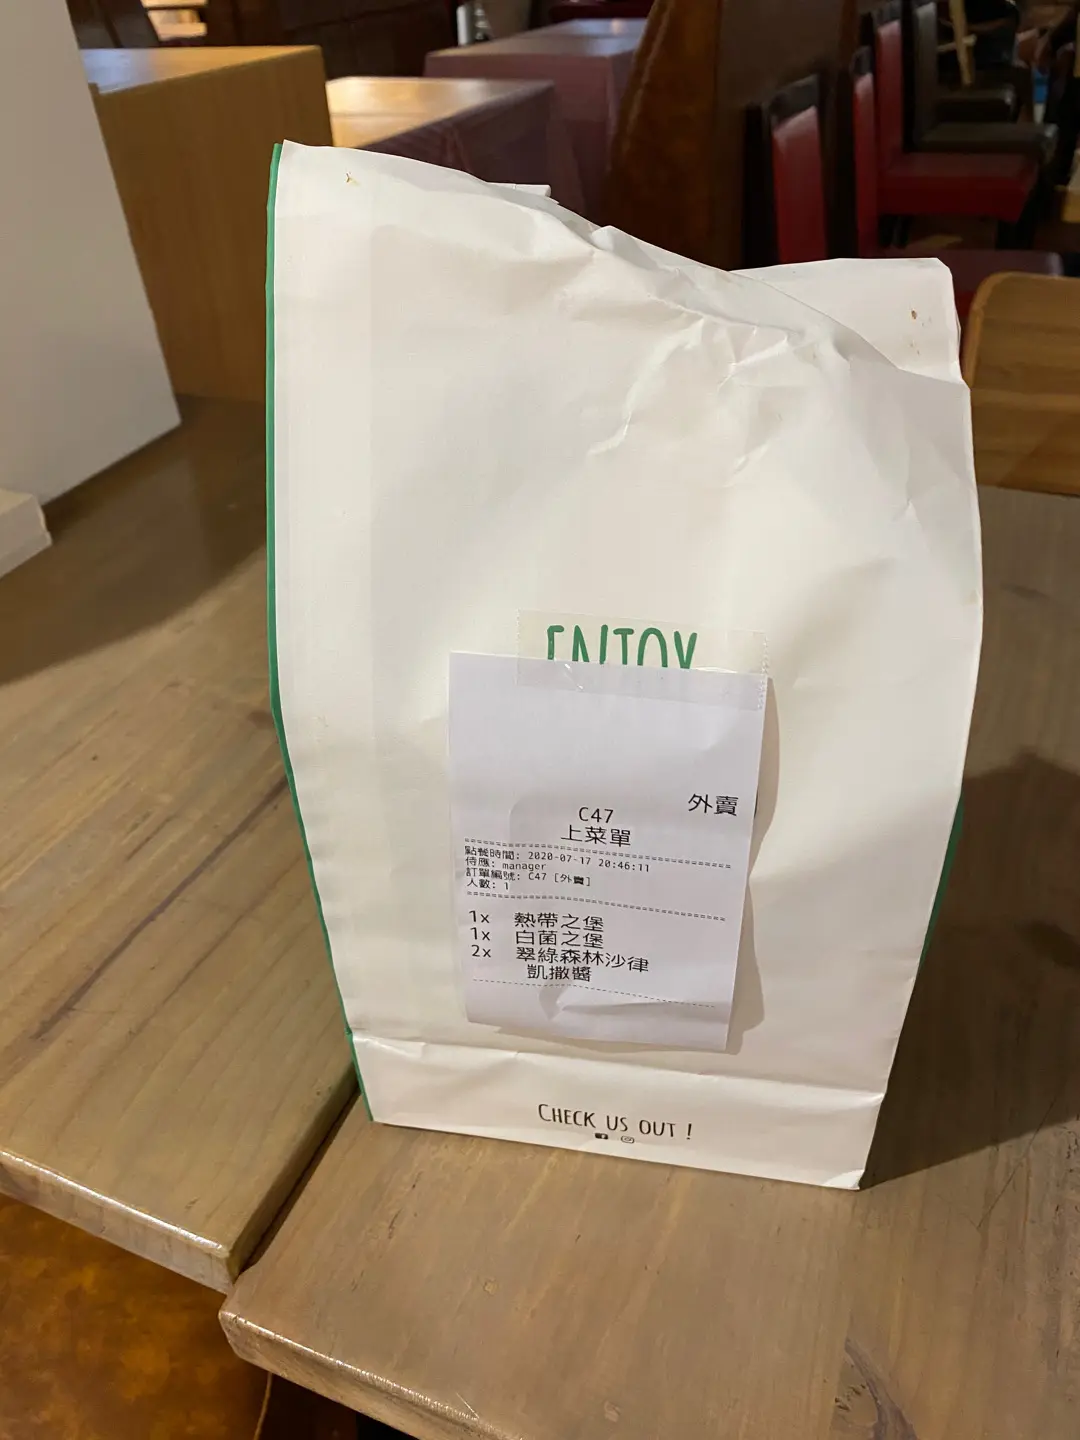 ENJOY
外賣
C47
上菜單
點餐時間: 2020-07-17 20:46:11
侍應: manager
訂單編號: C47 [外賣]
人數: 1
1x 熱帶之堡
1x 白菌之堡
2x 翠綠森林沙律
凱撒醬
CHECK US OUT !